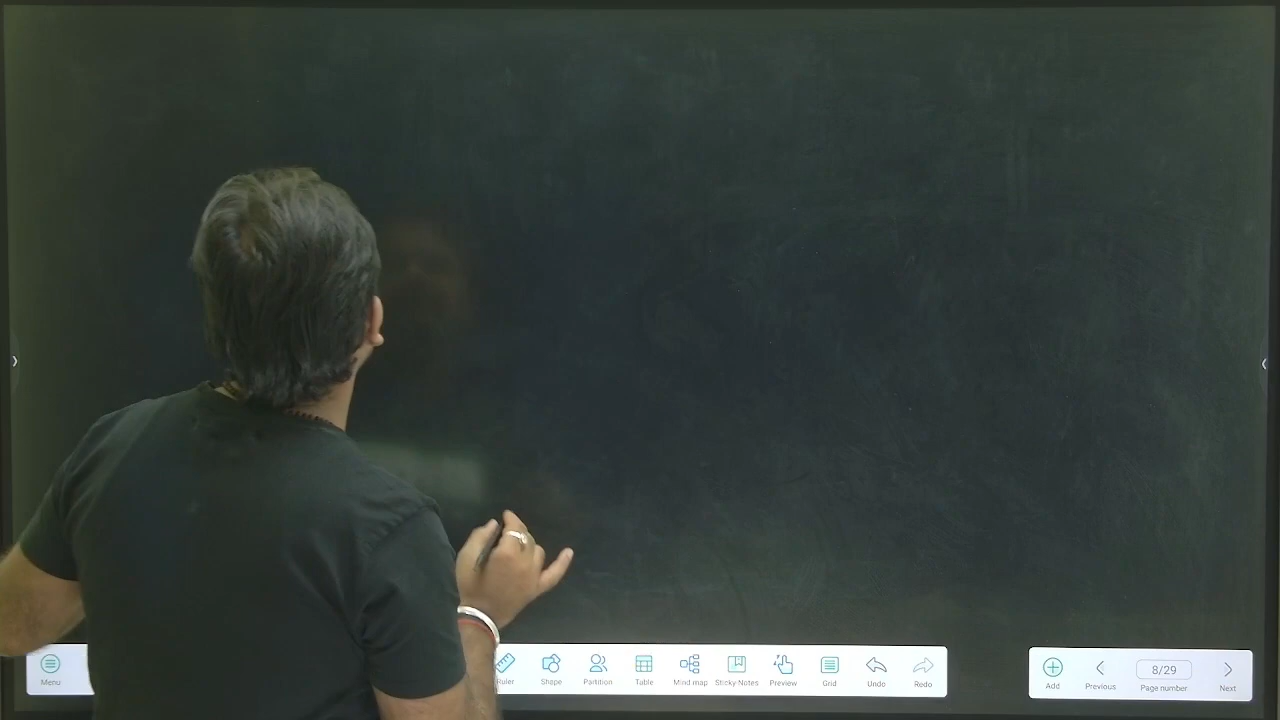 Menu
Ruler
Shape
Partition
Table
Mind map
Sticky-Notes
Preview
Grid
Undo
Redo
Add
Previous
8/29
Page number
Next